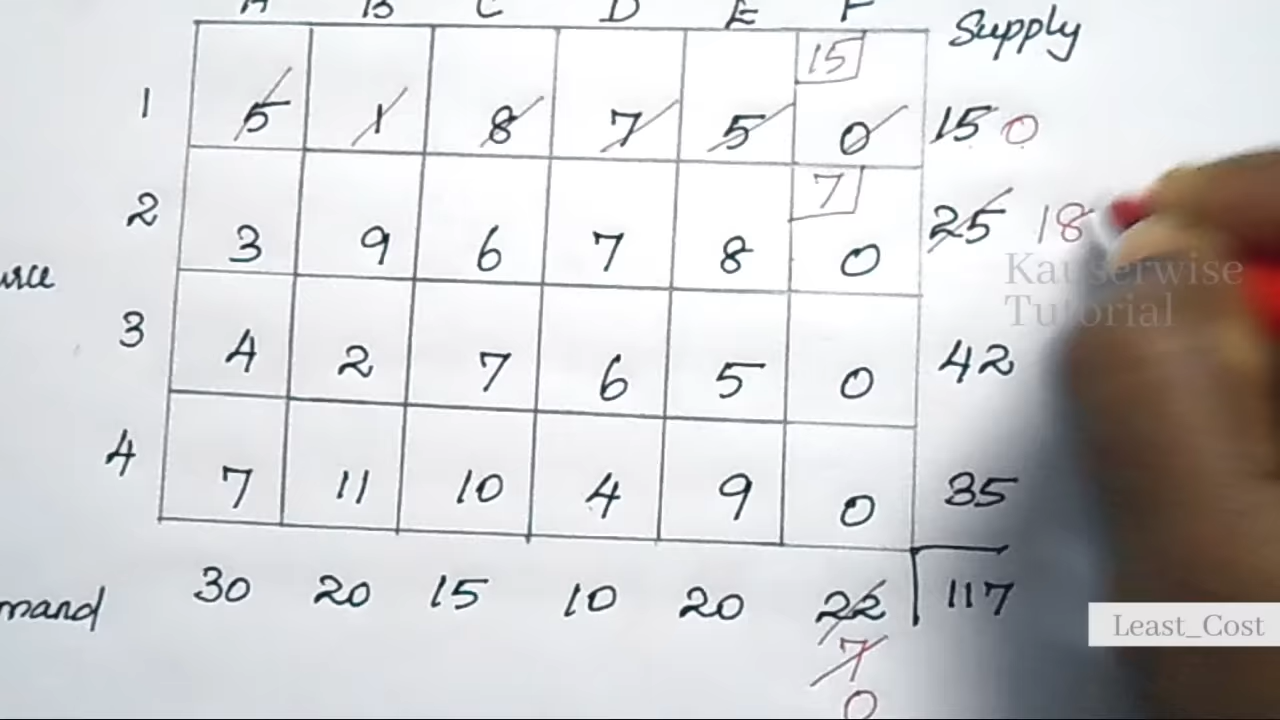 A B C D E F Supply
15
1 5 1 8 7 5 0 15 0
7
2 3 9 6 7 8 0 25 18
Kauserwise
Tutorial
3 4 2 7 6 5 0 42
4 7 11 10 4 9 0 35
30 20 15 10 20 22 117
7
0
Least_Cost